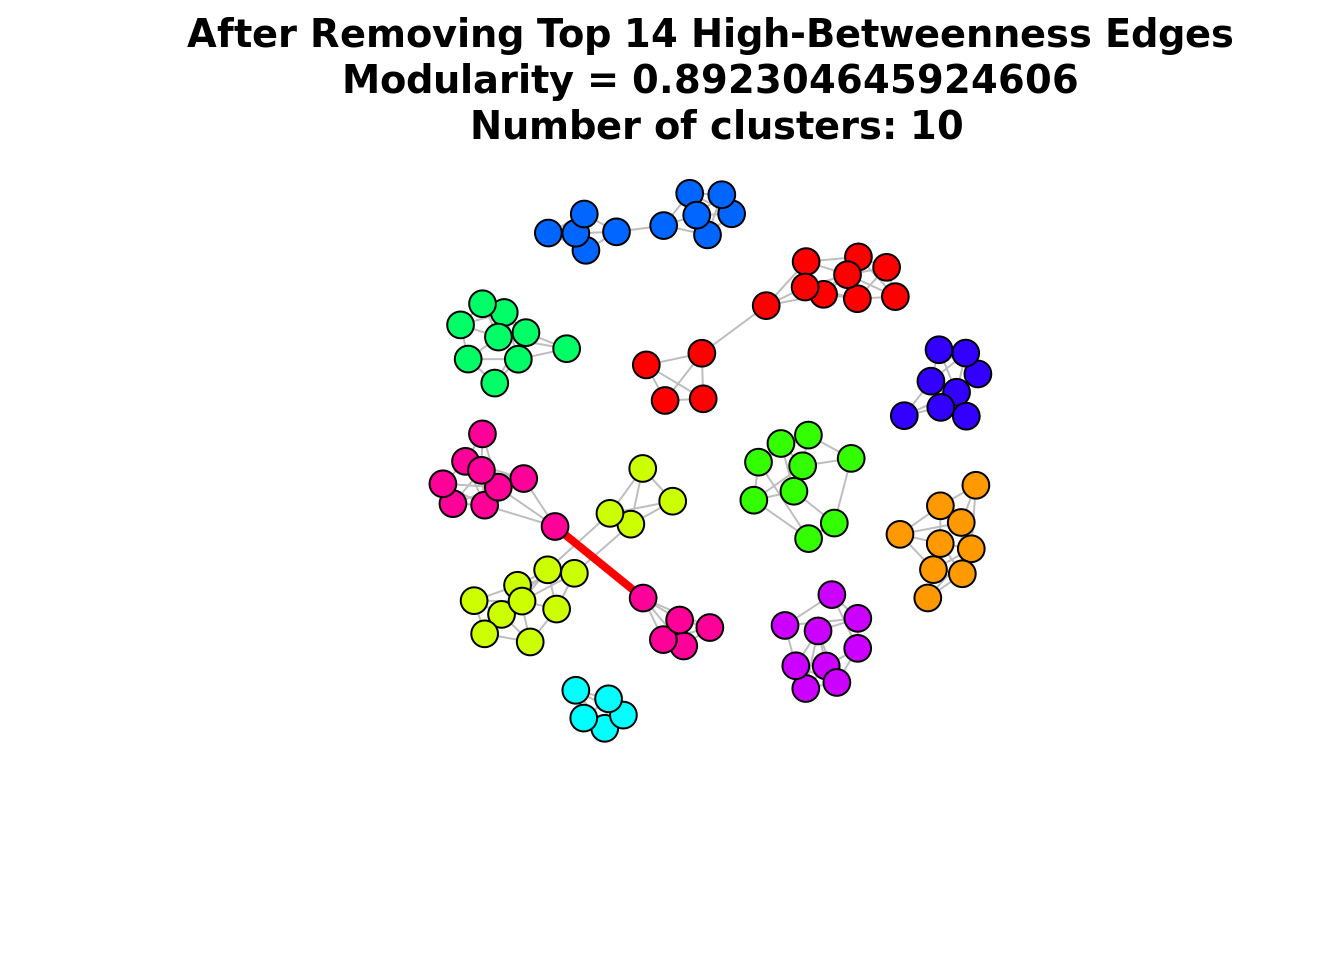 After Removing Top 14 High-Betweenness Edges
Modularity = 0.892304645924606
Number of clusters: 10